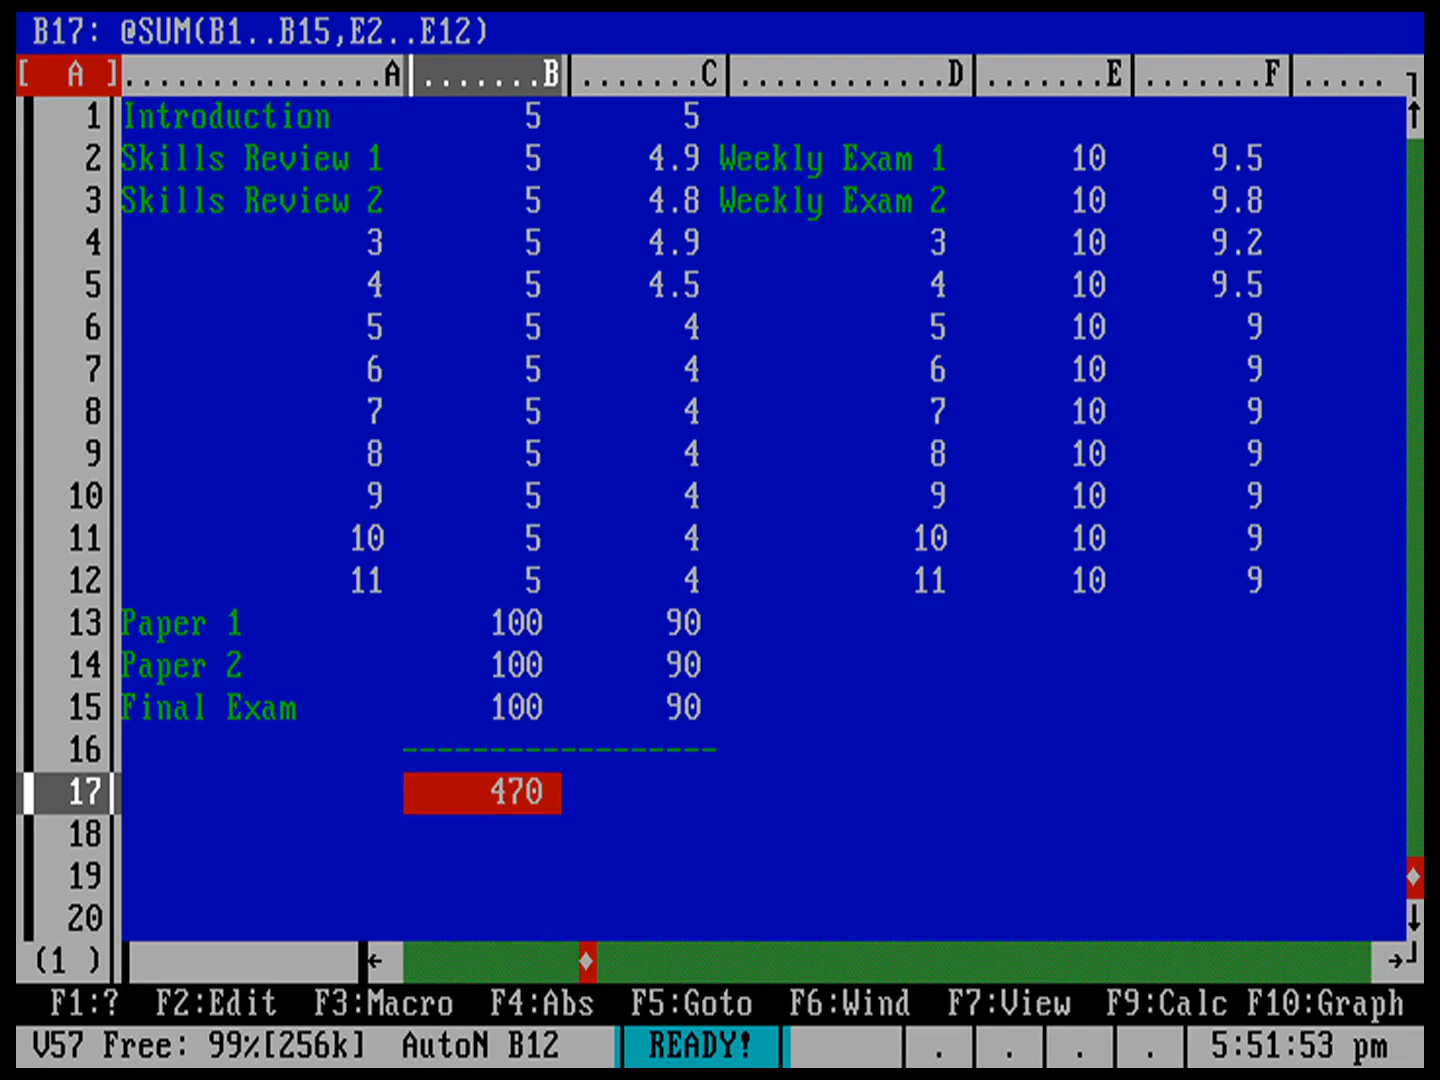 B17: @SUM(B1..B15,E2..E12)
[ A ]...............A .......B .......C ............D .......E .......F .....
1 Introduction 5 5
2 Skills Review 1 5 4.9 Weekly Exam 1 10 9.5
3 Skills Review 2 5 4.8 Weekly Exam 2 10 9.8
4 3 5 4.9 3 10 9.2
5 4 5 4.5 4 10 9.5
6 5 5 4 5 10 9
7 6 5 4 6 10 9
8 7 5 4 7 10 9
9 8 5 4 8 10 9
10 9 5 4 9 10 9
11 10 5 4 10 10 9
12 11 5 4 11 10 9
13 Paper 1 100 90
14 Paper 2 100 90
15 Final Exam 100 90
16 ------------------
17 470
18
19
20
(1 )
F1:? F2:Edit F3:Macro F4:Abs F5:Goto F6:Wind F7:View F9:Calc F10:Graph
V57 Free: 99%[256k] AutoN B12 READY! . . . . 5:51:53 pm